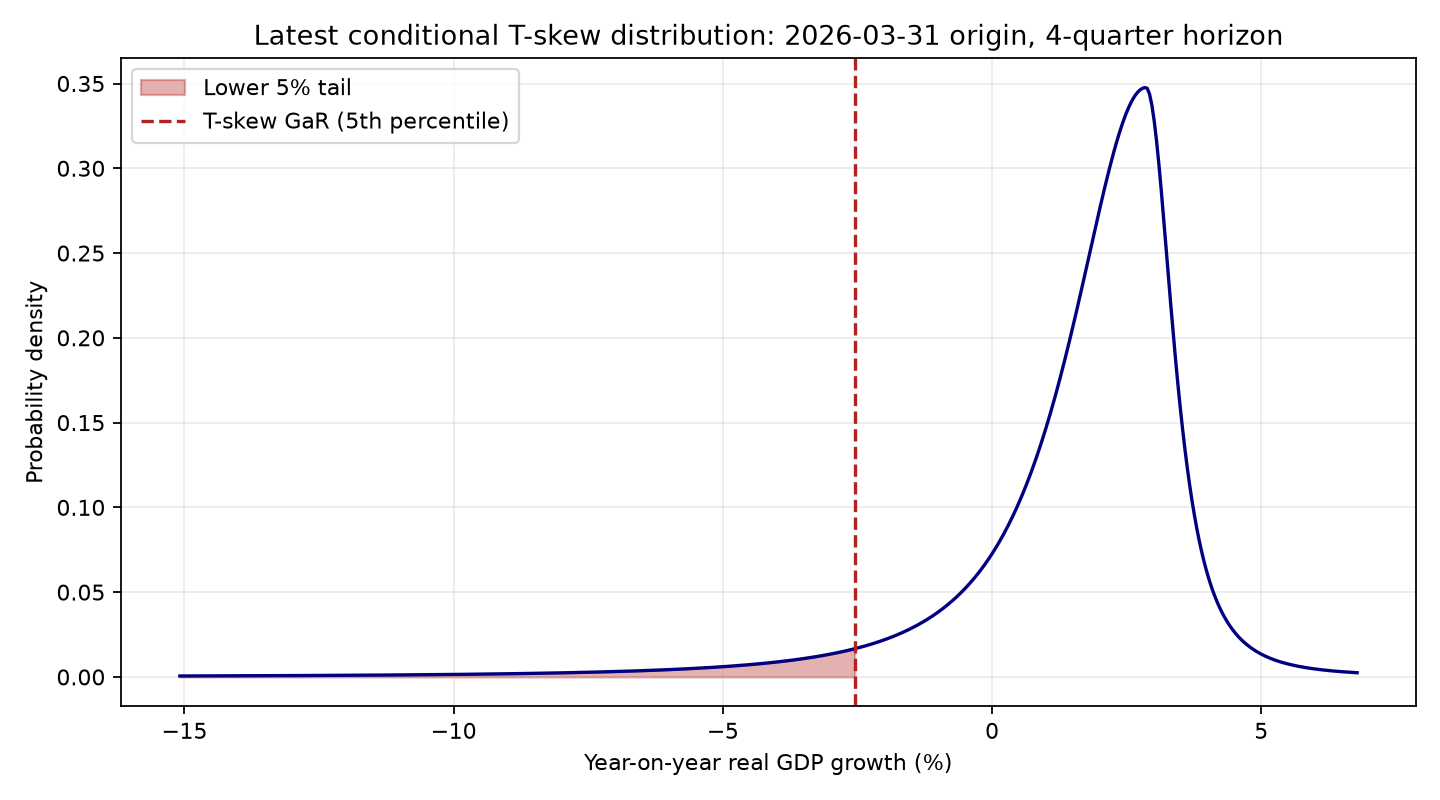 Latest conditional T-skew distribution: 2026-03-31 origin, 4-quarter horizon
Lower 5% tail
T-skew GaR (5th percentile)
Probability density
0.35
0.30
0.25
0.20
0.15
0.10
0.05
0.00
−15
−10
−5
0
5
Year-on-year real GDP growth (%)